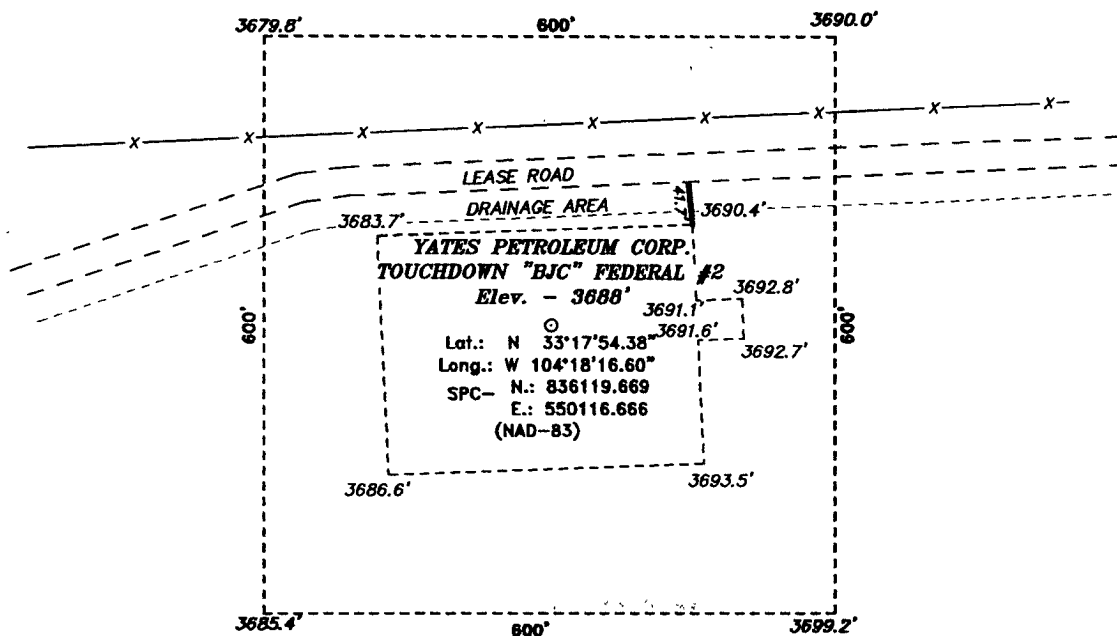 3679.8' 600' 3690.0'
X X X X X X X X X
LEASE ROAD
41.7'
DRAINAGE AREA 3690.4'
3683.7'
YATES PETROLEUM CORP.
TOUCHDOWN "BJC" FEDERAL #2
Elev. - 3688'
3692.8'
3691.1'
600' 3691.6' 600'
Lat.: N 33°17'54.38"
3692.7'
Long.: W 104°18'16.60"
SPC- N.: 836119.669
E.: 550116.666
(NAD-83)
3686.6' 3693.5'
3685.4' 600' 3699.2'